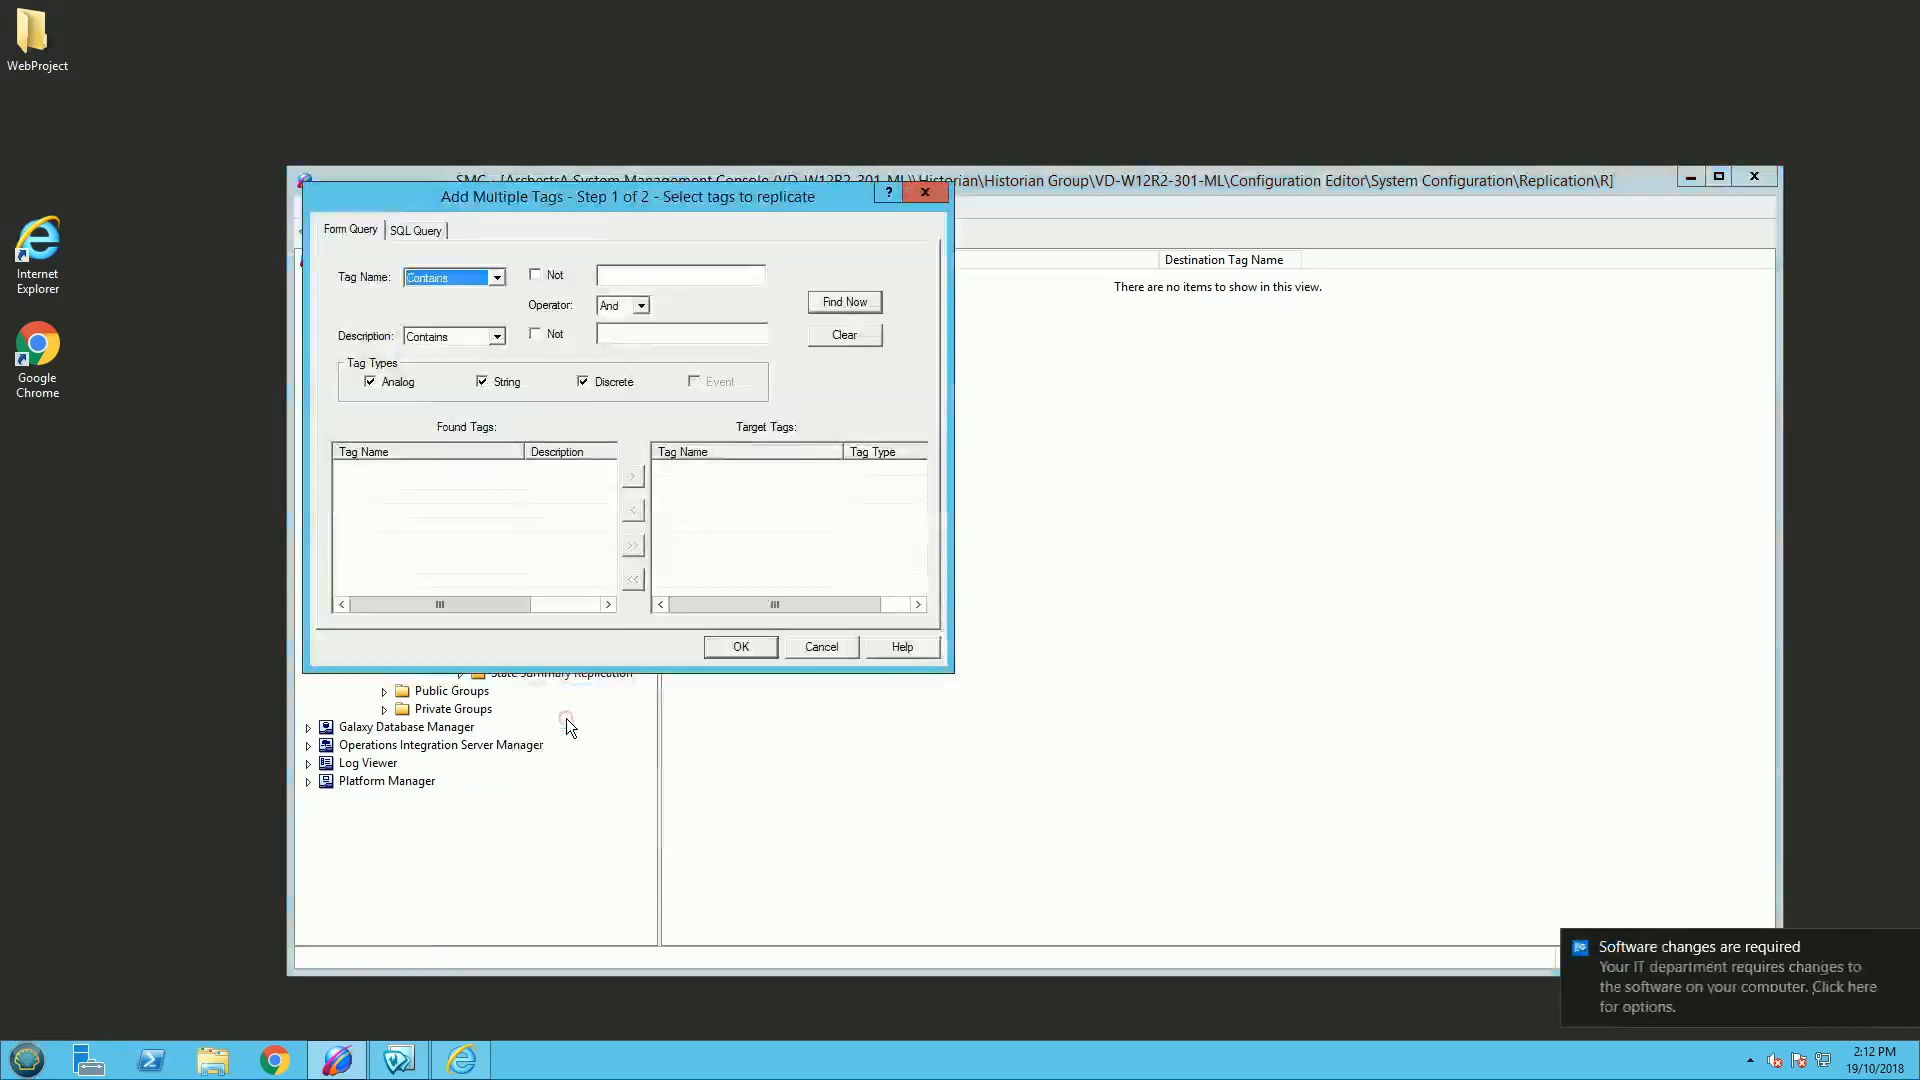 WebProject
Internet
Explorer
Google
Chrome
SMC - [ArchestrA System Management Console (VD-W12R2-301-ML)\Historian\Historian Group\VD-W12R2-301-ML\Configuration Editor\System Configuration\Replication\R]
Add Multiple Tags - Step 1 of 2 - Select tags to replicate
Form Query
SQL Query
Tag Name:
Contains
Not
Operator:
And
Find Now
Description:
Contains
Not
Clear
Tag Types
Analog
String
Discrete
Event
Found Tags:
Target Tags:
Tag Name
Description
Tag Name
Tag Type
>
<
>>
<<
OK
Cancel
Help
Destination Tag Name
There are no items to show in this view.
State Summary Replication
Public Groups
Private Groups
Galaxy Database Manager
Operations Integration Server Manager
Log Viewer
Platform Manager
Software changes are required
Your IT department requires changes to
the software on your computer. Click here
for options.
2:12 PM
19/10/2018